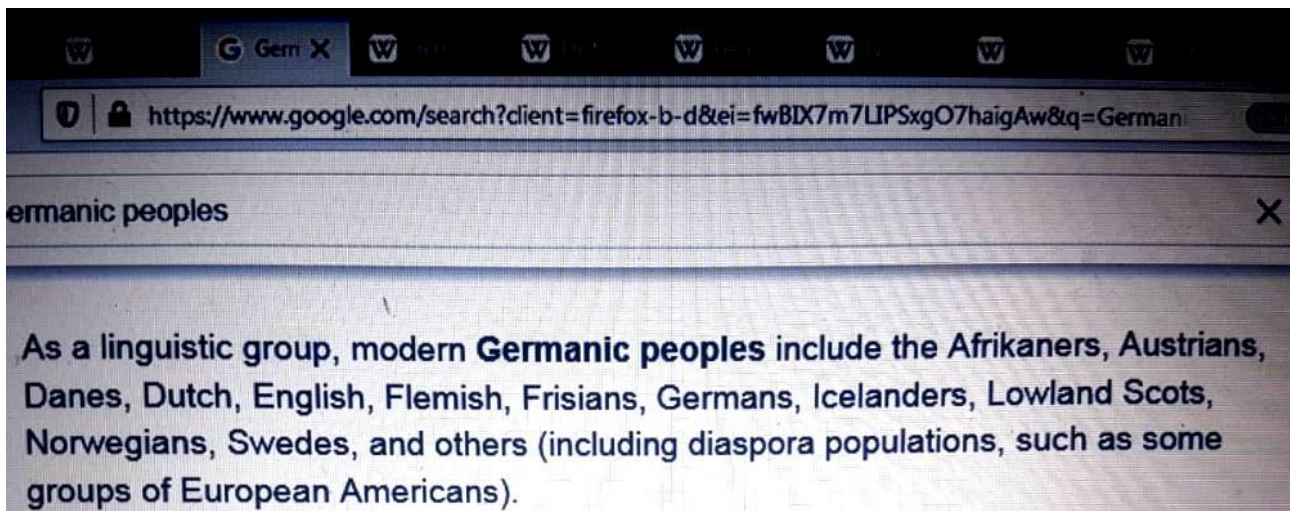 G Gerr
https://www.google.com/search?client=firefox-b-d&ei=fwBIX7m7LIPSxgO7haigAw&q=German
ermanic peoples
As a linguistic group, modern Germanic peoples include the Afrikaners, Austrians,
Danes, Dutch, English, Flemish, Frisians, Germans, Icelanders, Lowland Scots,
Norwegians, Swedes, and others (including diaspora populations, such as some
groups of European Americans).